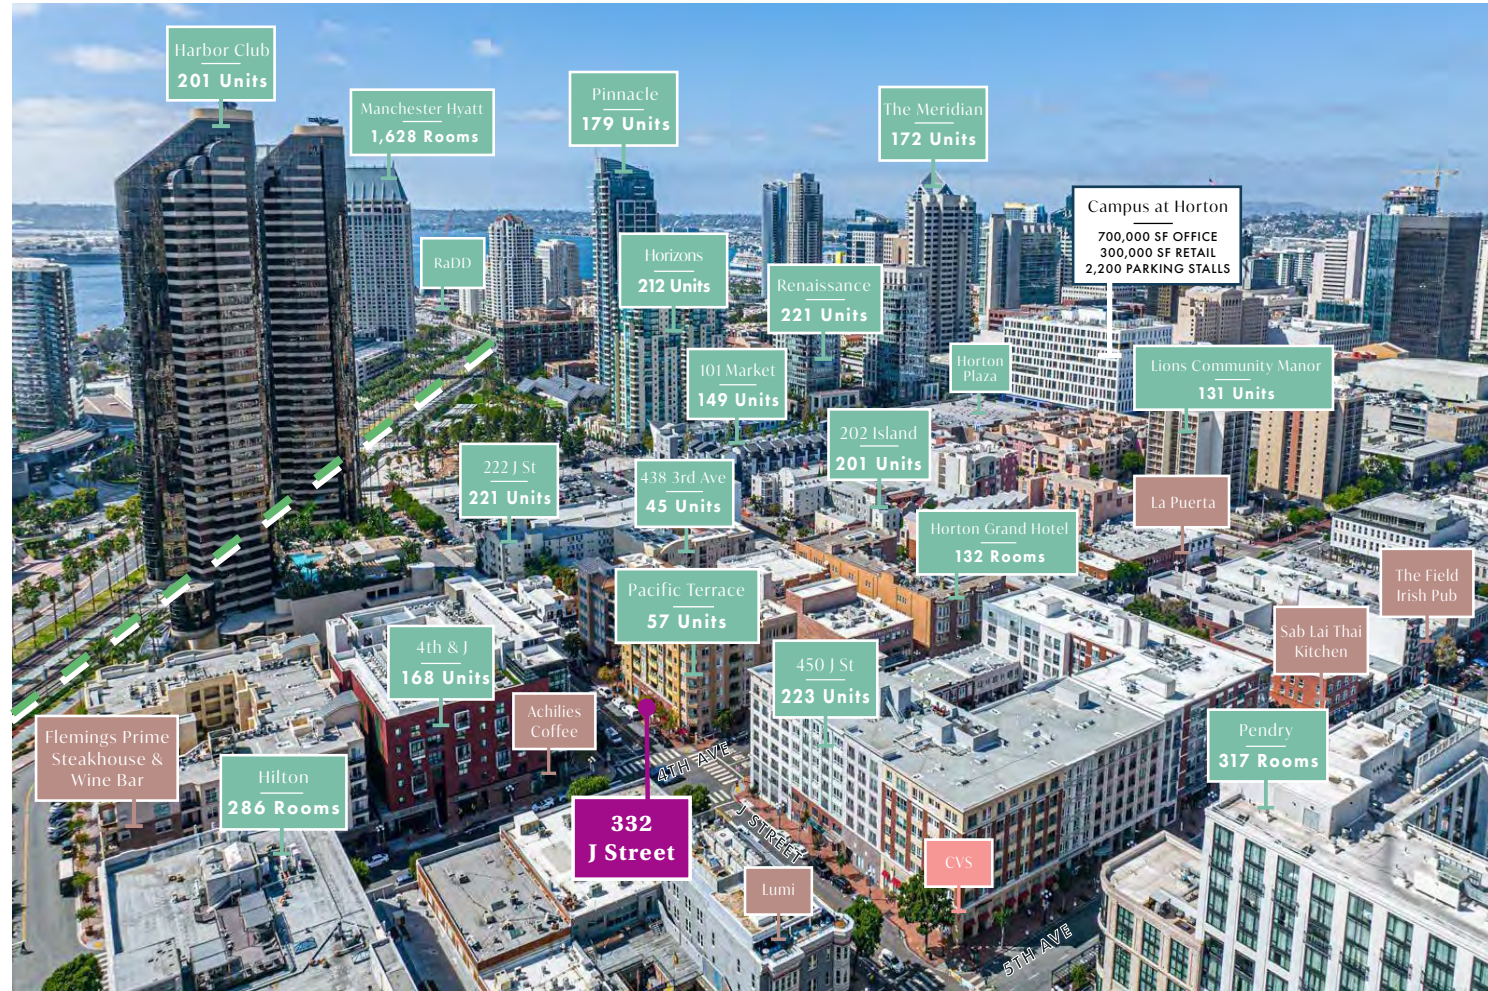 Harbor Club
201 Units
Manchester Hyatt
1,628 Rooms
Pinnacle
179 Units
The Meridian
172 Units
Campus at Horton
700,000 SF OFFICE
300,000 SF RETAIL
2,200 PARKING STALLS
RaDD
Horizons
212 Units
Renaissance
221 Units
101 Market
149 Units
Horton
Plaza
Lions Community Manor
131 Units
202 Island
201 Units
222 J St
221 Units
438 3rd Ave
45 Units
La Puerta
Horton Grand Hotel
132 Rooms
The Field
Irish Pub
Pacific Terrace
57 Units
Sab Lai Thai
Kitchen
4th & J
168 Units
450 J St
223 Units
Achilies
Coffee
Flemings Prime
Steakhouse &
Wine Bar
Pendry
317 Rooms
Hilton
286 Rooms
4TH AVE
332
J Street
J STREET
CVS
Lumi
5TH AVE